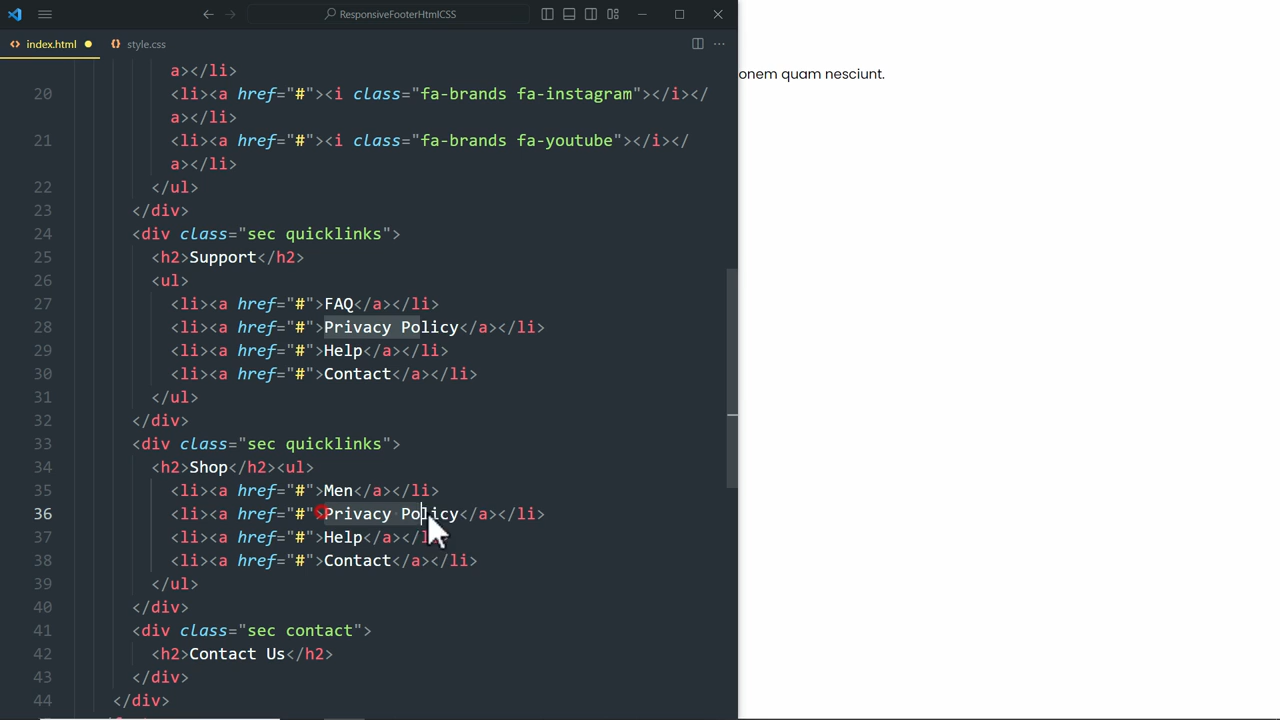 ResponsiveFooterHtmlCSS
index.html
style.css
a></li>
20 <li><a href="#"><i class="fa-brands fa-instagram"></i></
a></li>
21 <li><a href="#"><i class="fa-brands fa-youtube"></i></
a></li>
22 </ul>
23 </div>
24 <div class="sec quicklinks">
25 <h2>Support</h2>
26 <ul>
27 <li><a href="#">FAQ</a></li>
28 <li><a href="#">Privacy Policy</a></li>
29 <li><a href="#">Help</a></li>
30 <li><a href="#">Contact</a></li>
31 </ul>
32 </div>
33 <div class="sec quicklinks">
34 <h2>Shop</h2><ul>
35 <li><a href="#">Men</a></li>
36 <li><a href="#">Privacy Policy</a></li>
37 <li><a href="#">Help</a></li>
38 <li><a href="#">Contact</a></li>
39 </ul>
40 </div>
41 <div class="sec contact">
42 <h2>Contact Us</h2>
43 </div>
44 </div>
onem quam nesciunt.